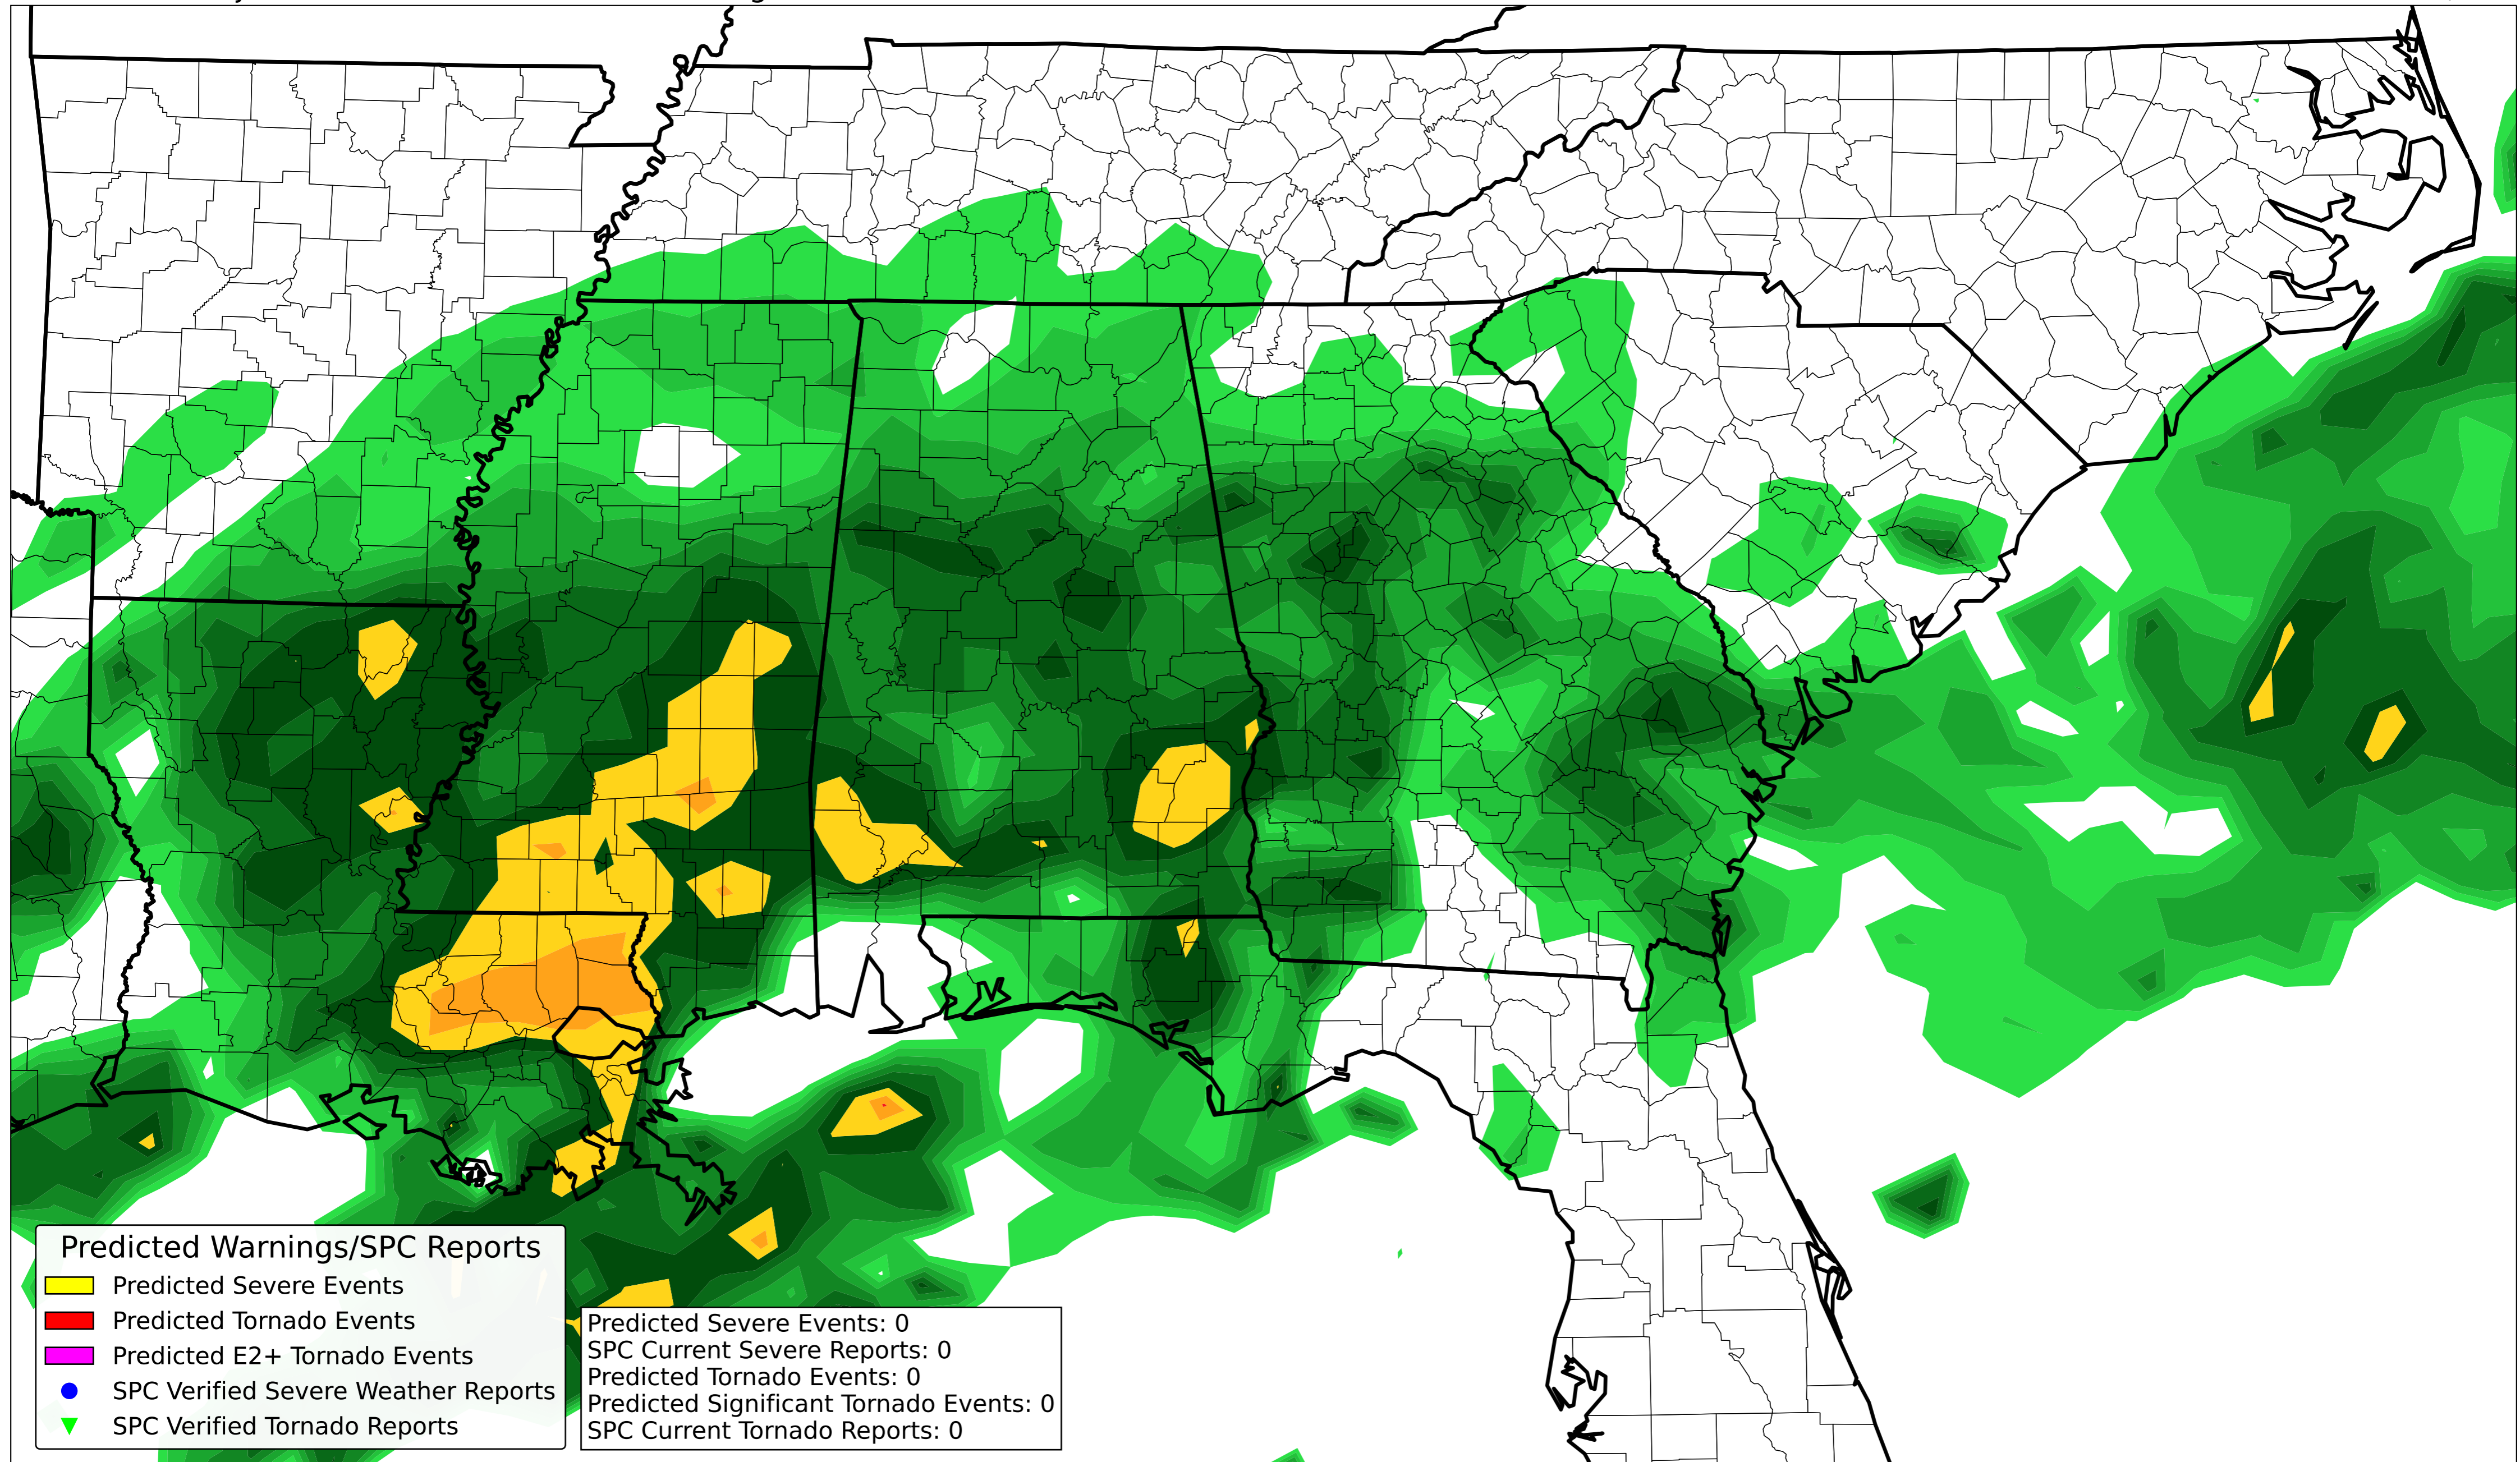 Predicted Warnings/SPC Reports
Predicted Severe Events
Predicted Tornado Events
Predicted E2+ Tornado Events
SPC Verified Severe Weather Reports
SPC Verified Tornado Reports
Predicted Severe Events: 0
SPC Current Severe Reports: 0
Predicted Tornado Events: 0
Predicted Significant Tornado Events: 0
SPC Current Tornado Reports: 0